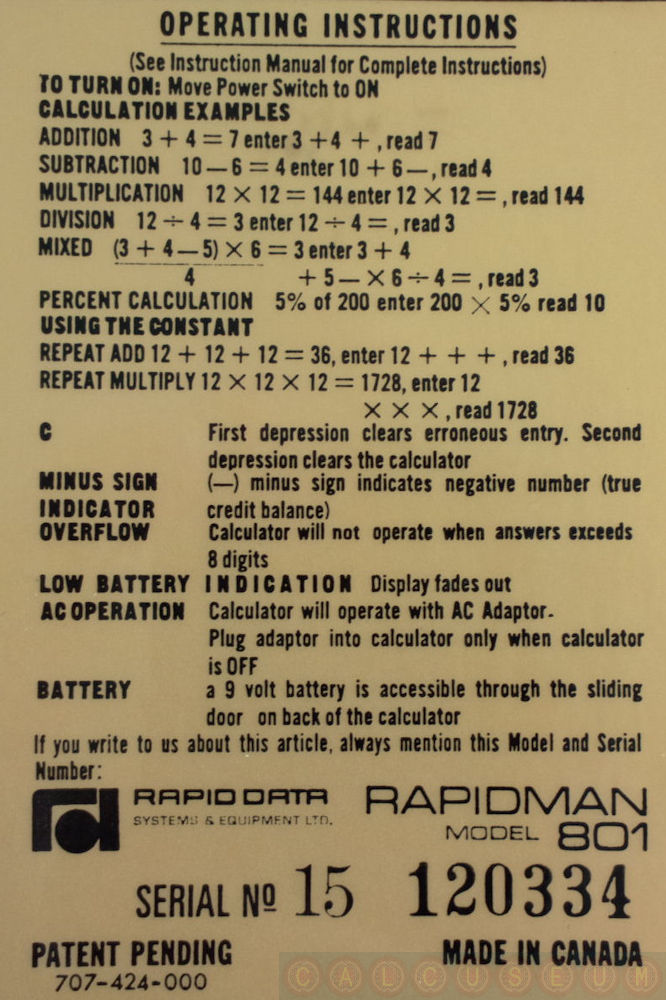 OPERATING INSTRUCTIONS
(See Instruction Manual for Complete Instructions)
TO TURN ON: Move Power Switch to ON
CALCULATION EXAMPLES
ADDITION 3 + 4 = 7 enter 3 + 4 + , read 7
SUBTRACTION 10 — 6 = 4 enter 10 + 6 — , read 4
MULTIPLICATION 12 × 12 = 144 enter 12 × 12 = , read 144
DIVISION 12 ÷ 4 = 3 enter 12 ÷ 4 = , read 3
MIXED (3 + 4 — 5) × 6 = 3 enter 3 + 4
4 + 5 — × 6 ÷ 4 = , read 3
PERCENT CALCULATION 5% of 200 enter 200 × 5% read 10
USING THE CONSTANT
REPEAT ADD 12 + 12 + 12 = 36, enter 12 + + + , read 36
REPEAT MULTIPLY 12 × 12 × 12 = 1728, enter 12
× × × , read 1728
C First depression clears erroneous entry. Second
depression clears the calculator
MINUS SIGN (—) minus sign indicates negative number (true
INDICATOR credit balance)
OVERFLOW Calculator will not operate when answers exceeds
8 digits
LOW BATTERY INDICATION Display fades out
AC OPERATION Calculator will operate with AC Adaptor.
Plug adaptor into calculator only when calculator
is OFF
BATTERY a 9 volt battery is accessible through the sliding
door on back of the calculator
If you write to us about this article, always mention this Model and Serial
Number:
rd RAPID DATA RAPIDMAN
SYSTEMS & EQUIPMENT LTD. MODEL 801
SERIAL Nº 15 120334
PATENT PENDING MADE IN CANADA
707-424-000 CALCUSEUM